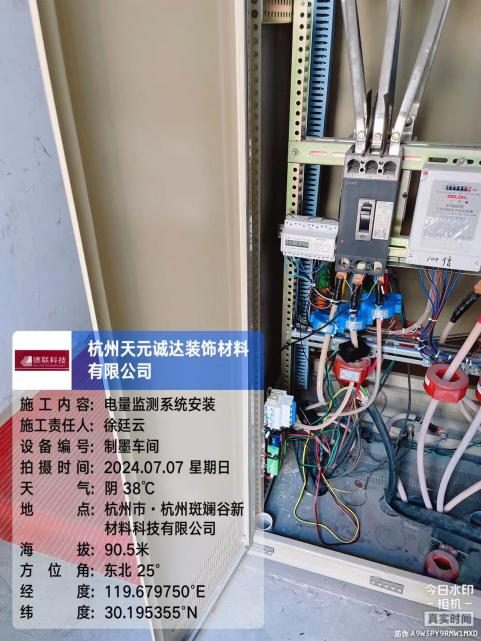 德联科技
杭州天元诚达装饰材料
有限公司
施工内容: 电量监测系统安装
施工责任人: 徐廷云
设备编号: 制墨车间
拍摄时间: 2024.07.07 星期日
天气: 阴 38℃
地点: 杭州市·杭州斑斓谷新
材料科技有限公司
海拔: 90.5米
方位角: 东北 25°
经度: 119.679750°E
纬度: 30.195355°N
DELIXI
100倍
今日水印
相机
真实时间
防伪 A9W3PY9RMW1MXD